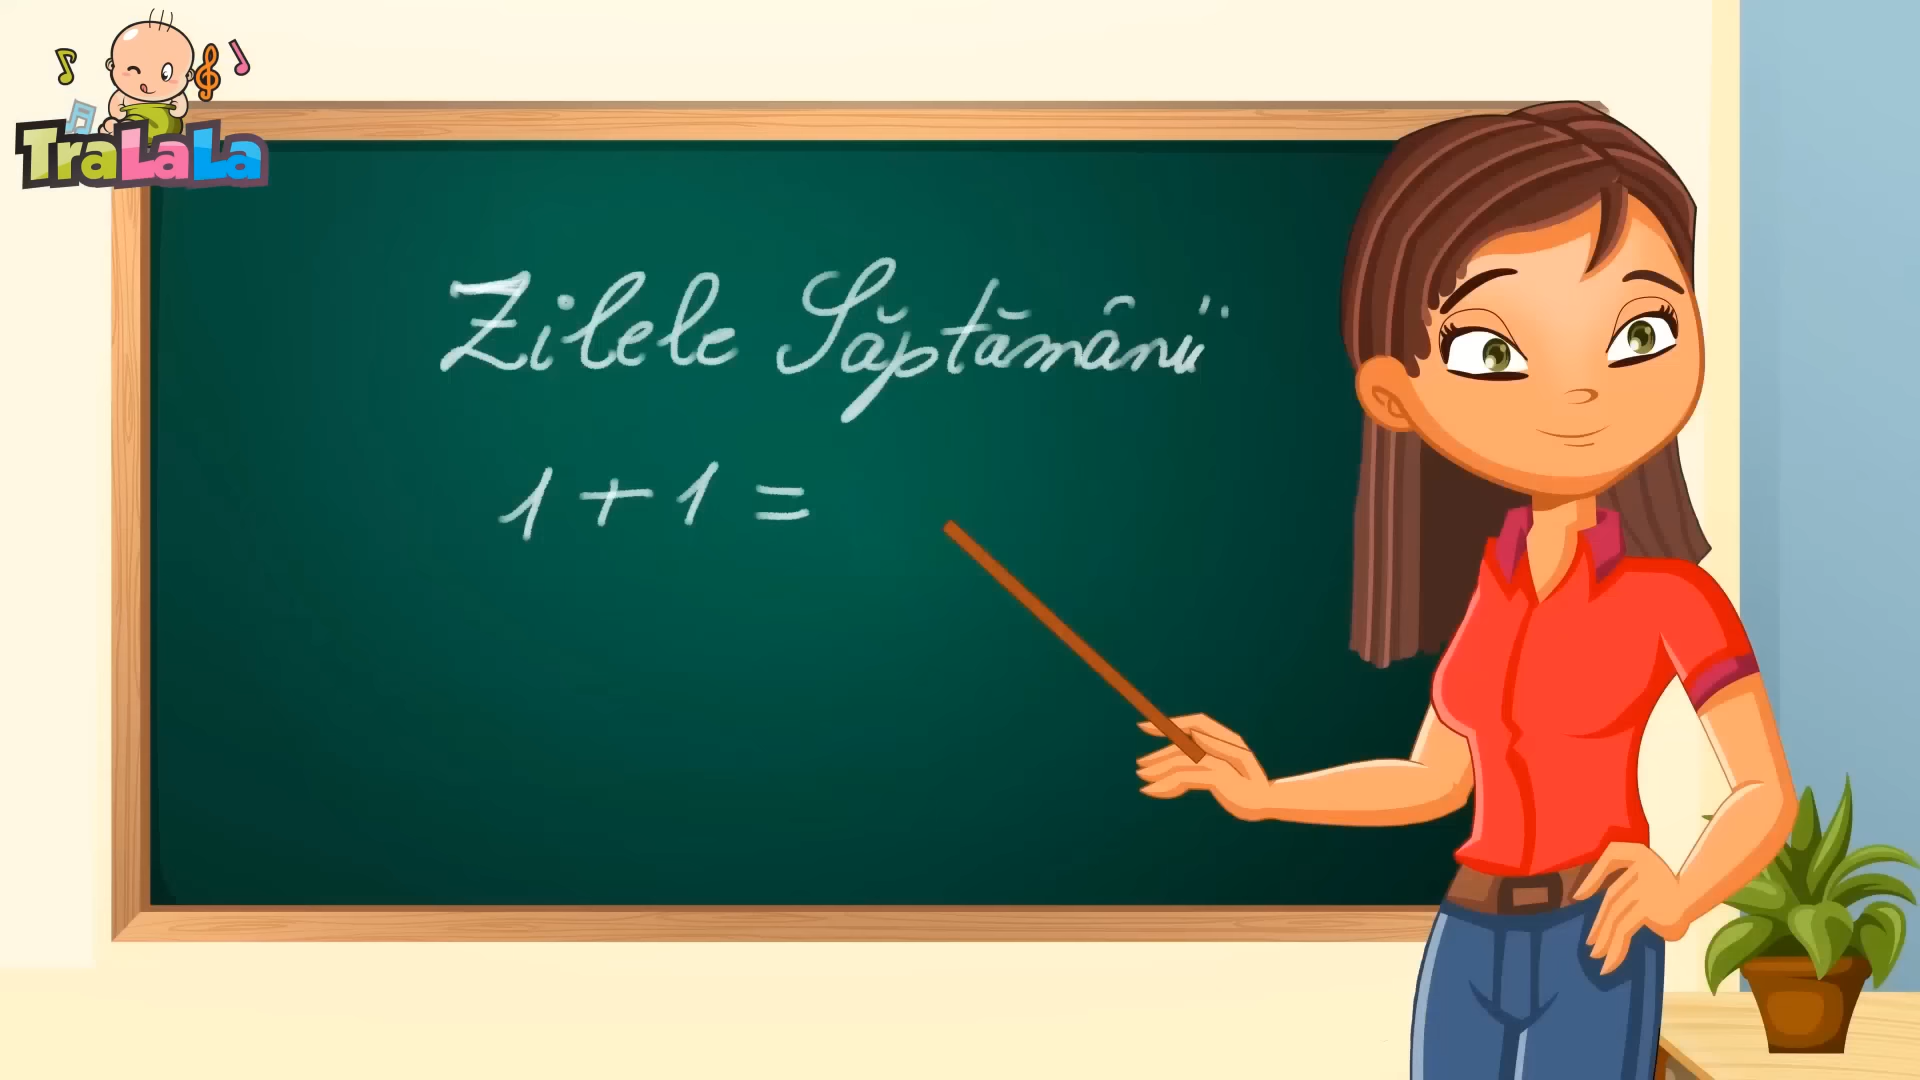 TraLaLa
Zilele Săptămânii
1 + 1 =